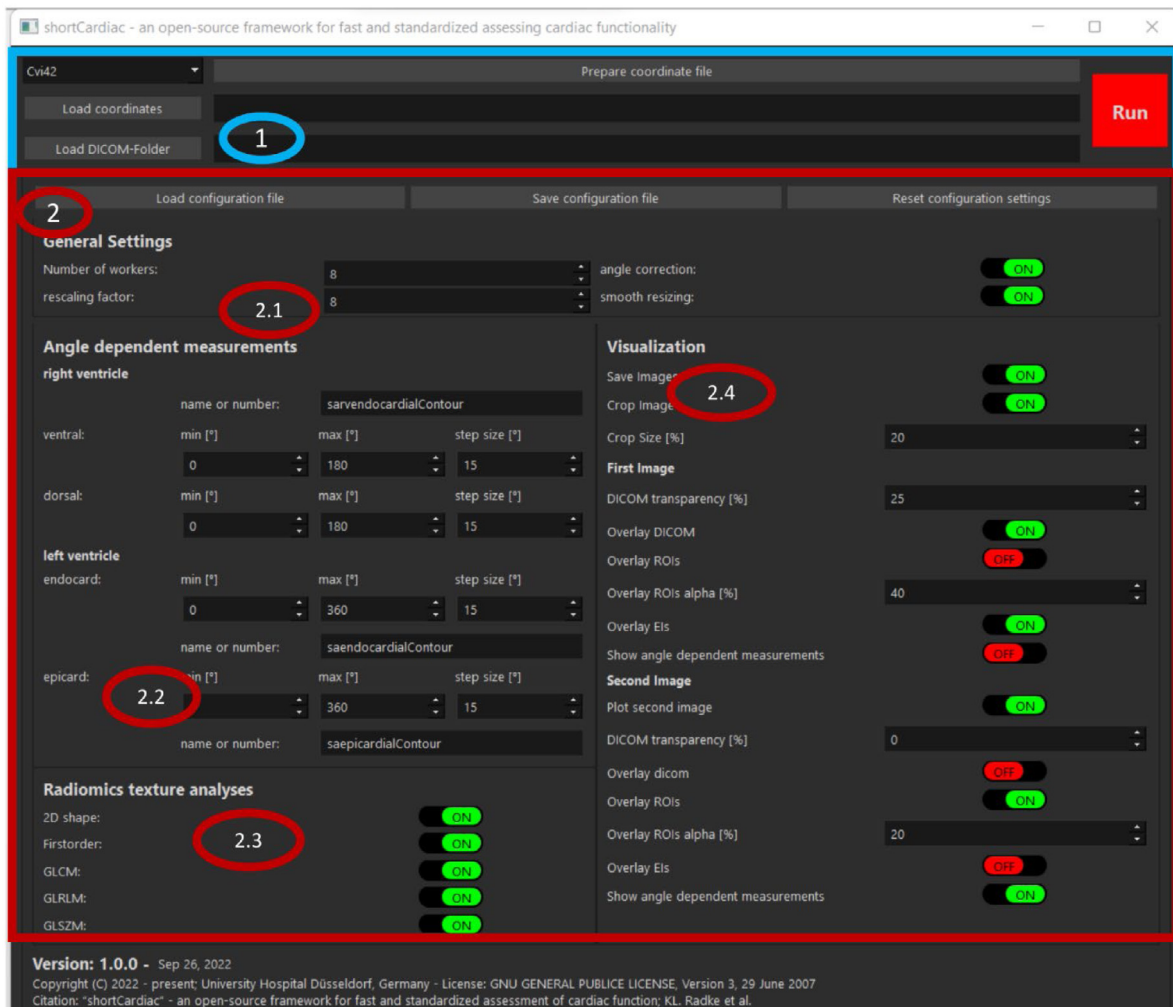 shortCardiac - an open-source framework for fast and standardized assessing cardiac functionality
Cvi42 Prepare coordinate file
Load coordinates Run
Load DICOM-Folder 1
Load configuration file Save configuration file Reset configuration settings
2
General Settings
Number of workers: 8 angle correction: ON
rescaling factor: 2.1 8 smooth resizing: ON
Angle dependent measurements
right ventricle
name or number: sarvendocardialContour
ventral: min [°] max [°] step size [°]
0 180 15
dorsal: min [°] max [°] step size [°]
0 180 15
left ventricle
endocard: min [°] max [°] step size [°]
0 360 15
name or number: saendocardialContour
epicard: min [°] max [°] step size [°]
2.2 360 15
name or number: saepicardialContour
Radiomics texture analyses
2D shape: ON
Firstorder: 2.3 ON
GLCM: ON
GLRLM: ON
GLSZM: ON
Visualization
Save Images ON
2.4
Crop Image ON
Crop Size [%] 20
First Image
DICOM transparency [%] 25
Overlay DICOM ON
Overlay ROIs OFF
Overlay ROIs alpha [%] 40
Overlay EIs ON
Show angle dependent measurements OFF
Second Image
Plot second image ON
DICOM transparency [%] 0
Overlay dicom OFF
Overlay ROIs ON
Overlay ROIs alpha [%] 20
Overlay EIs OFF
Show angle dependent measurements ON
Version: 1.0.0 - Sep 26, 2022
Copyright (C) 2022 - present; University Hospital Düsseldorf, Germany - License: GNU GENERAL PUBLICE LICENSE, Version 3, 29 June 2007
Citation: "shortCardiac" - an open-source framework for fast and standardized assessment of cardiac function; KL. Radke et al.